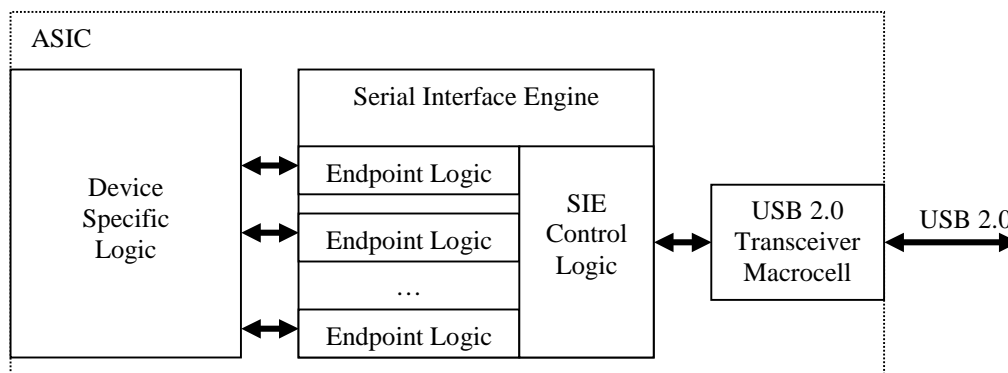 ASIC
Serial Interface Engine
Device
Specific
Logic
Endpoint Logic
Endpoint Logic
…
Endpoint Logic
SIE
Control
Logic
USB 2.0
Transceiver
Macrocell
USB 2.0